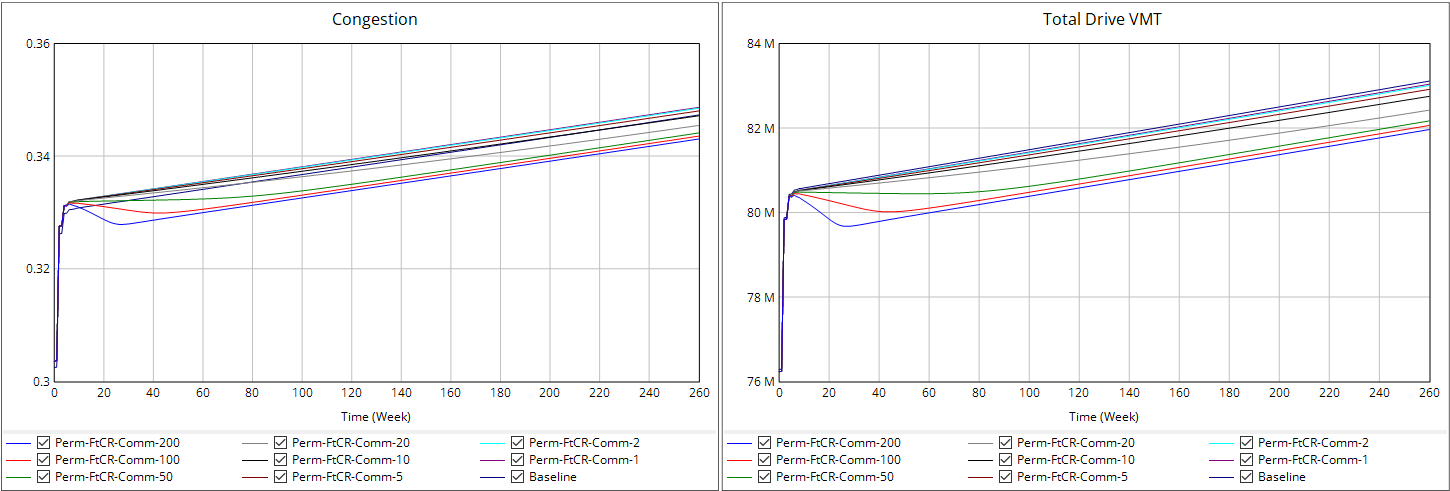 Congestion
0.36
0.34
0.32
0.3
0 20 40 60 80 100 120 140 160 180 200 220 240 260
Time (Week)
Perm-FtCR-Comm-200 Perm-FtCR-Comm-20 Perm-FtCR-Comm-2
Perm-FtCR-Comm-100 Perm-FtCR-Comm-10 Perm-FtCR-Comm-1
Perm-FtCR-Comm-50 Perm-FtCR-Comm-5 Baseline
Total Drive VMT
84 M
82 M
80 M
78 M
76 M
0 20 40 60 80 100 120 140 160 180 200 220 240 260
Time (Week)
Perm-FtCR-Comm-200 Perm-FtCR-Comm-20 Perm-FtCR-Comm-2
Perm-FtCR-Comm-100 Perm-FtCR-Comm-10 Perm-FtCR-Comm-1
Perm-FtCR-Comm-50 Perm-FtCR-Comm-5 Baseline